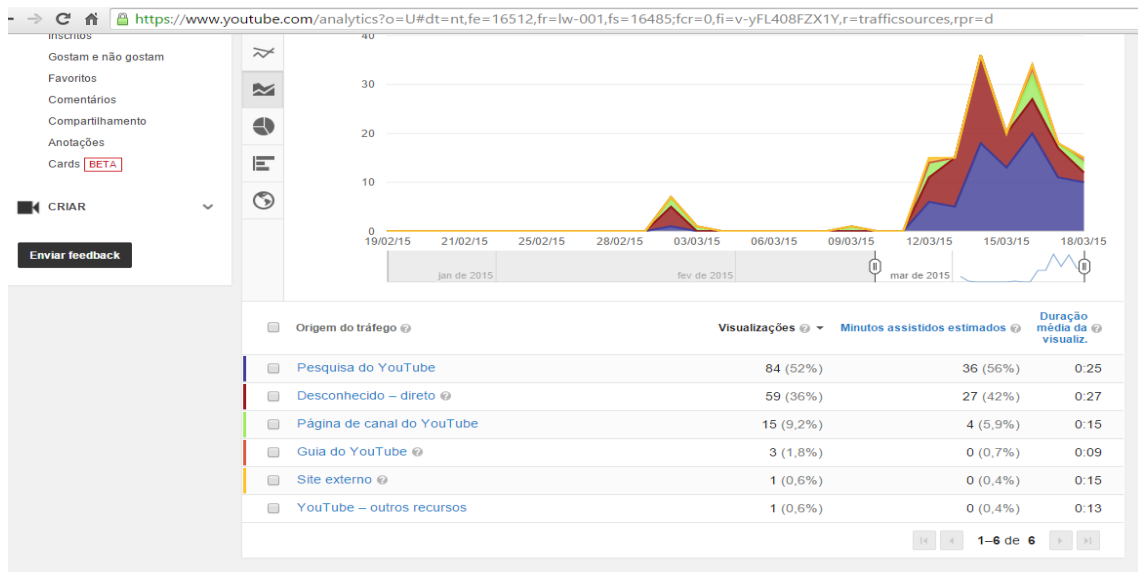 https://www.youtube.com/analytics?o=U#dt=nt,fe=16512,fr=lw-001,fs=16485;fcr=0,fi=v-yFL408FZX1Y,r=trafficsources,rpr=d
Inscritos
Gostam e não gostam
Favoritos
Comentários
Compartilhamento
Anotações
Cards BETA
CRIAR
Enviar feedback
40
30
20
10
0
19/02/15 21/02/15 25/02/15 28/02/15 03/03/15 06/03/15 09/03/15 12/03/15 15/03/15 18/03/15
jan de 2015 fev de 2015 mar de 2015
Origem do tráfego ? Visualizações ? Minutos assistidos estimados ? Duração média da visualiz. ?
Pesquisa do YouTube 84 (52%) 36 (56%) 0:25
Desconhecido – direto ? 59 (36%) 27 (42%) 0:27
Página de canal do YouTube 15 (9,2%) 4 (5,9%) 0:15
Guia do YouTube ? 3 (1,8%) 0 (0,7%) 0:09
Site externo ? 1 (0,6%) 0 (0,4%) 0:15
YouTube – outros recursos 1 (0,6%) 0 (0,4%) 0:13
1–6 de 6